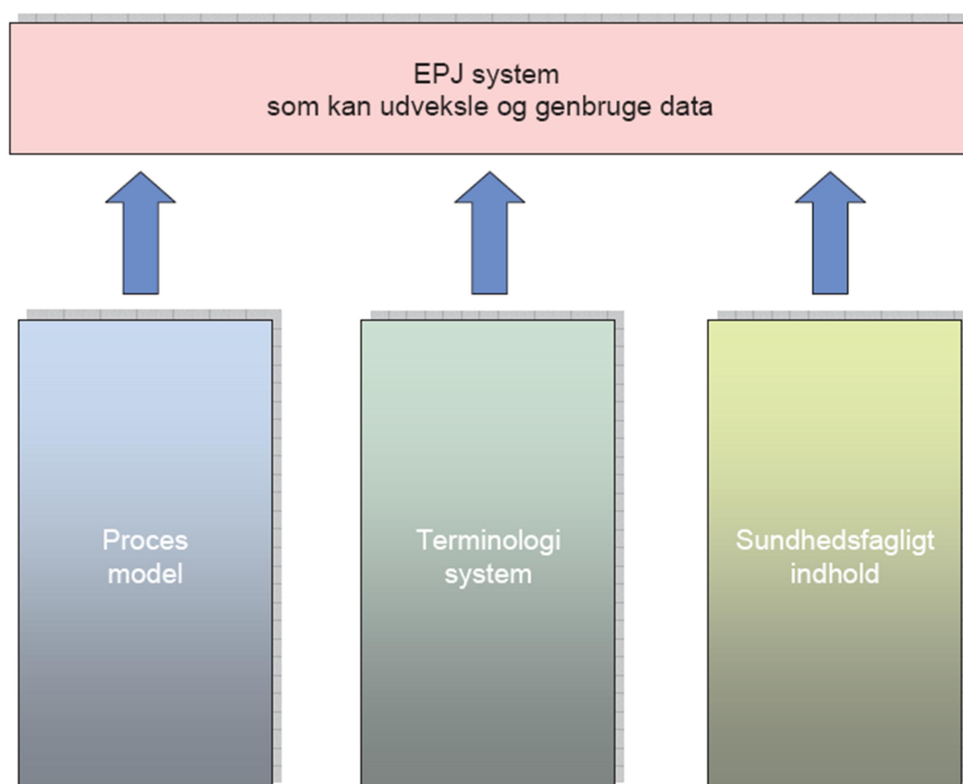 EPJ system
som kan udveksle og genbruge data
Proces
model
Terminologi
system
Sundhedsfagligt
indhold